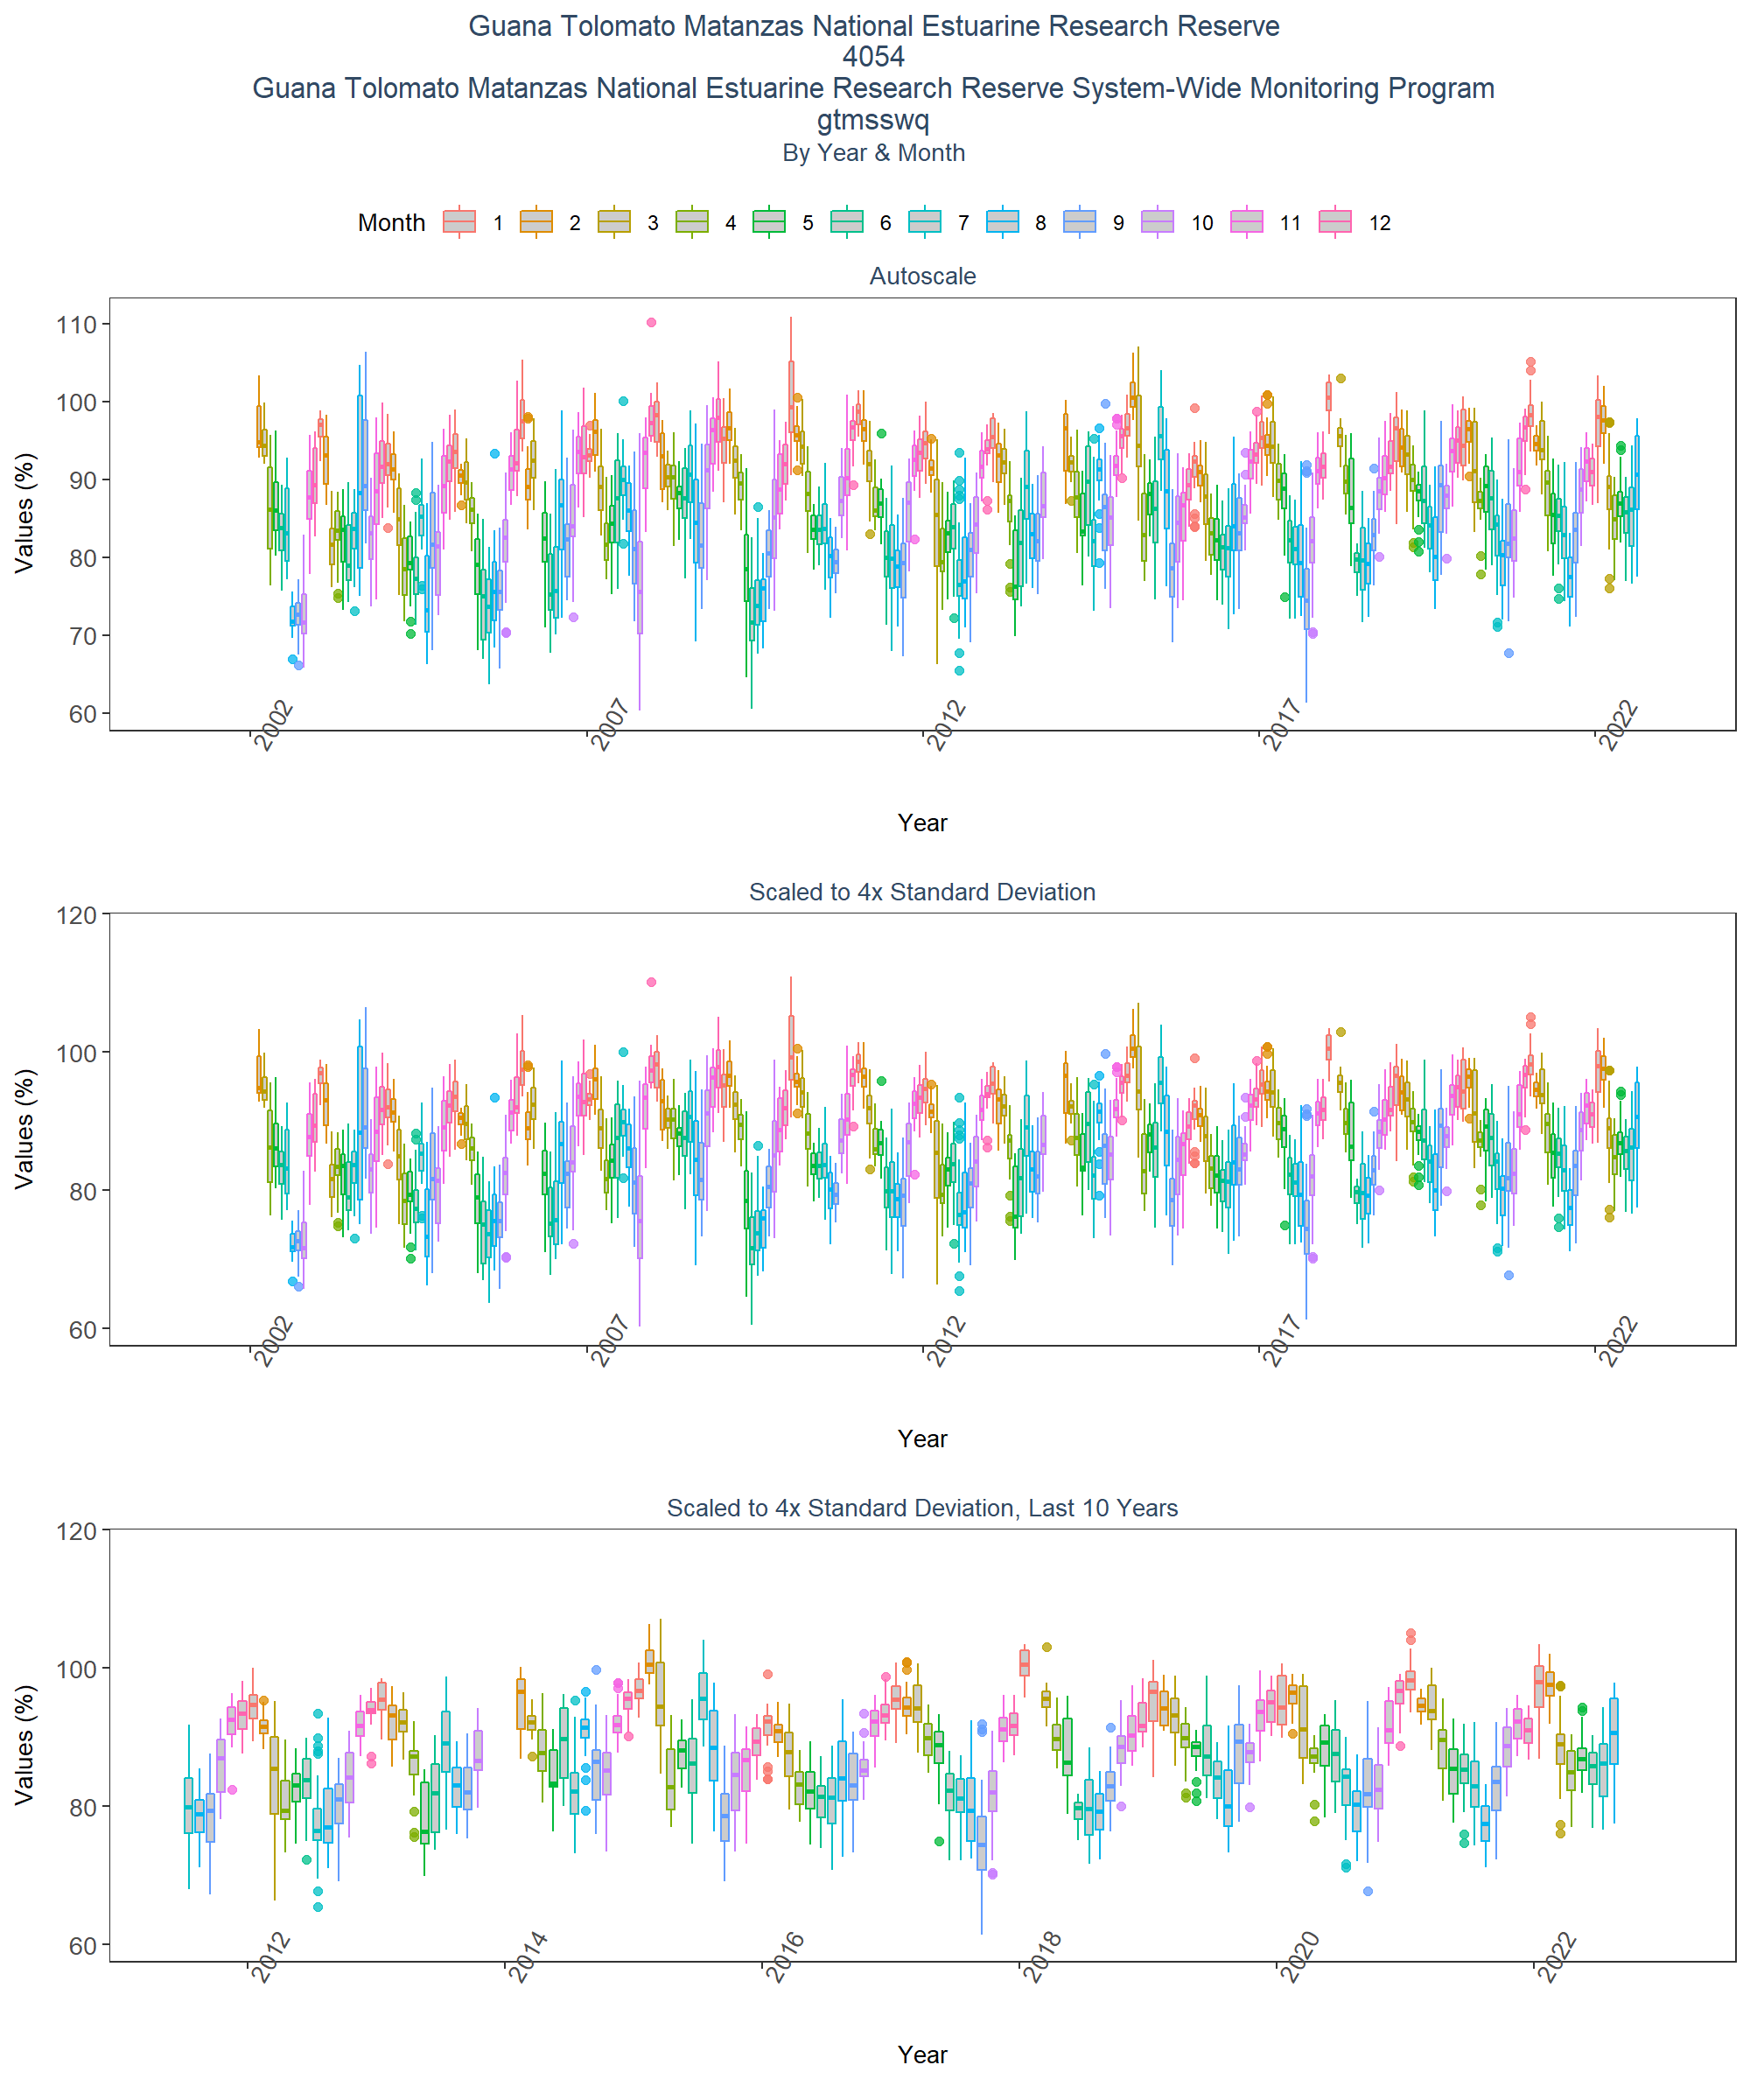 Guana Tolomato Matanzas National Estuarine Research Reserve
4054
Guana Tolomato Matanzas National Estuarine Research Reserve System-Wide Monitoring Program
gtmsswq
By Year & Month
Month 1 2 3 4 5 6 7 8 9 10 11 12
Autoscale
Values (%)
110
100
90
80
70
60
2002 2007 2012 2017 2022
Year
Scaled to 4x Standard Deviation
Values (%)
120
100
80
60
2002 2007 2012 2017 2022
Year
Scaled to 4x Standard Deviation, Last 10 Years
Values (%)
120
100
80
60
2012 2014 2016 2018 2020 2022
Year